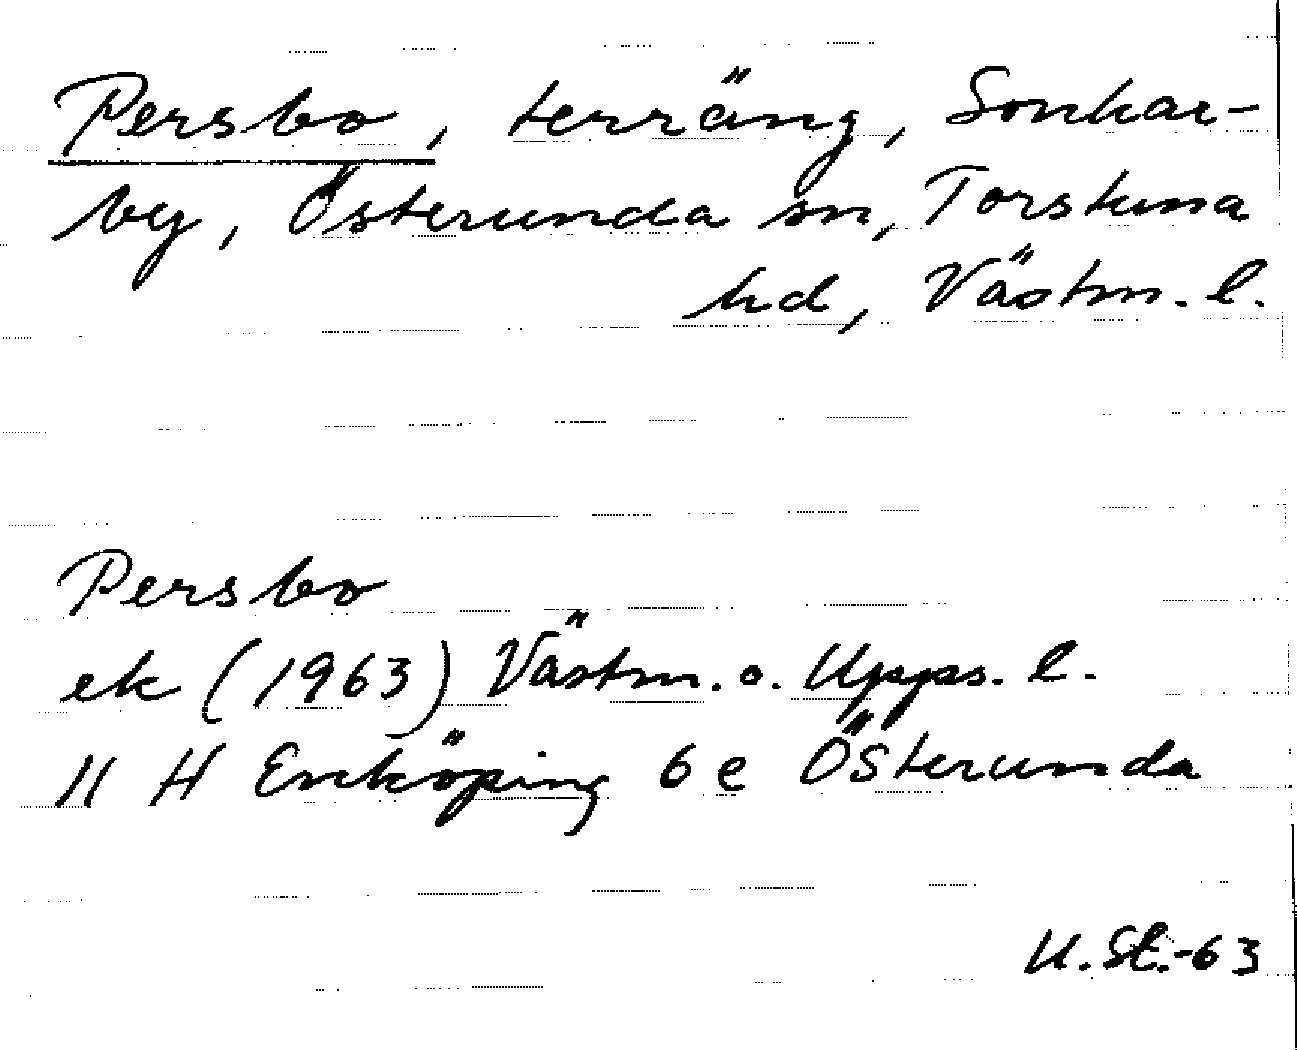 Persbo, terräng, Sonkar-
by, Österunda sn, Torstuna
hd, Västm. l.
Persbo
ek (1963) Västm. o. Upps. l.
11 H Enköping 6 e Österunda
U. St.-63